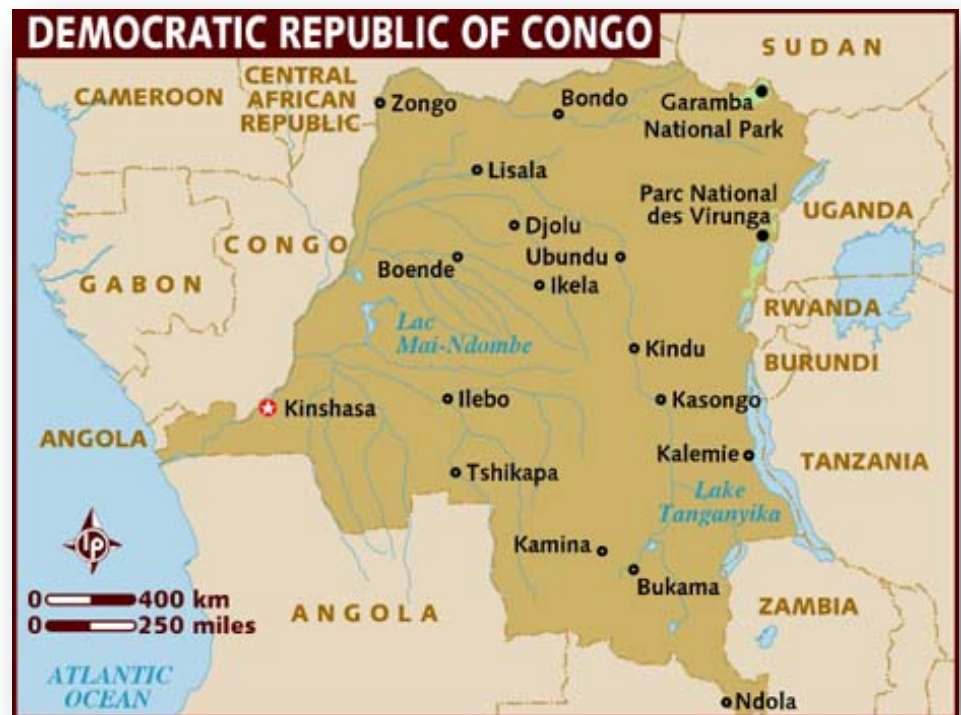 DEMOCRATIC REPUBLIC OF CONGO
SUDAN
CAMEROON
CENTRAL
AFRICAN
REPUBLIC
Zongo
Bondo
Garamba
National Park
Lisala
Parc National
des Virunga
UGANDA
Djolu
CONGO
Boende
Ubundu
GABON
Ikela
RWANDA
Lac
Mai-Ndombe
Kindu
BURUNDI
Kinshasa
Ilebo
Kasongo
ANGOLA
Kalemie
TANZANIA
Tshikapa
Lake
Tanganyika
Kamina
LP
Bukama
0 400 km
0 250 miles
ANGOLA
ZAMBIA
ATLANTIC
OCEAN
Ndola